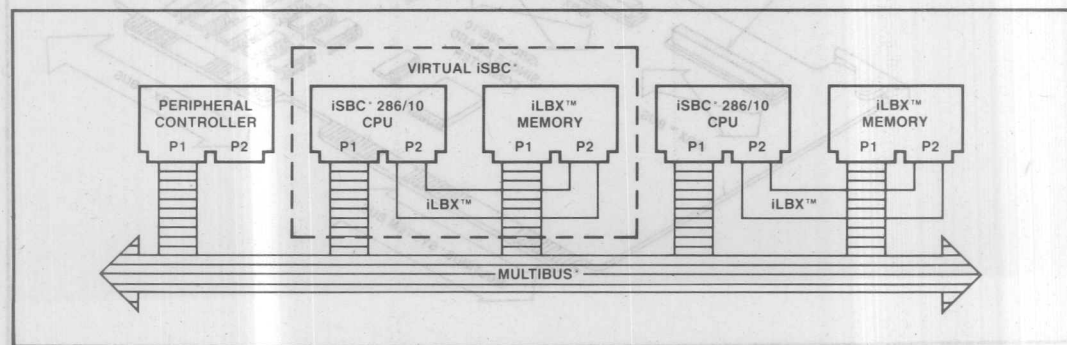 VIRTUAL iSBC*
PERIPHERAL
CONTROLLER
P1 P2
iSBC* 286/10
CPU
P1 P2
iLBX™
MEMORY
P1 P2
iSBC* 286/10
CPU
P1 P2
iLBX™
MEMORY
P1 P2
iLBX™
iLBX™
MULTIBUS*